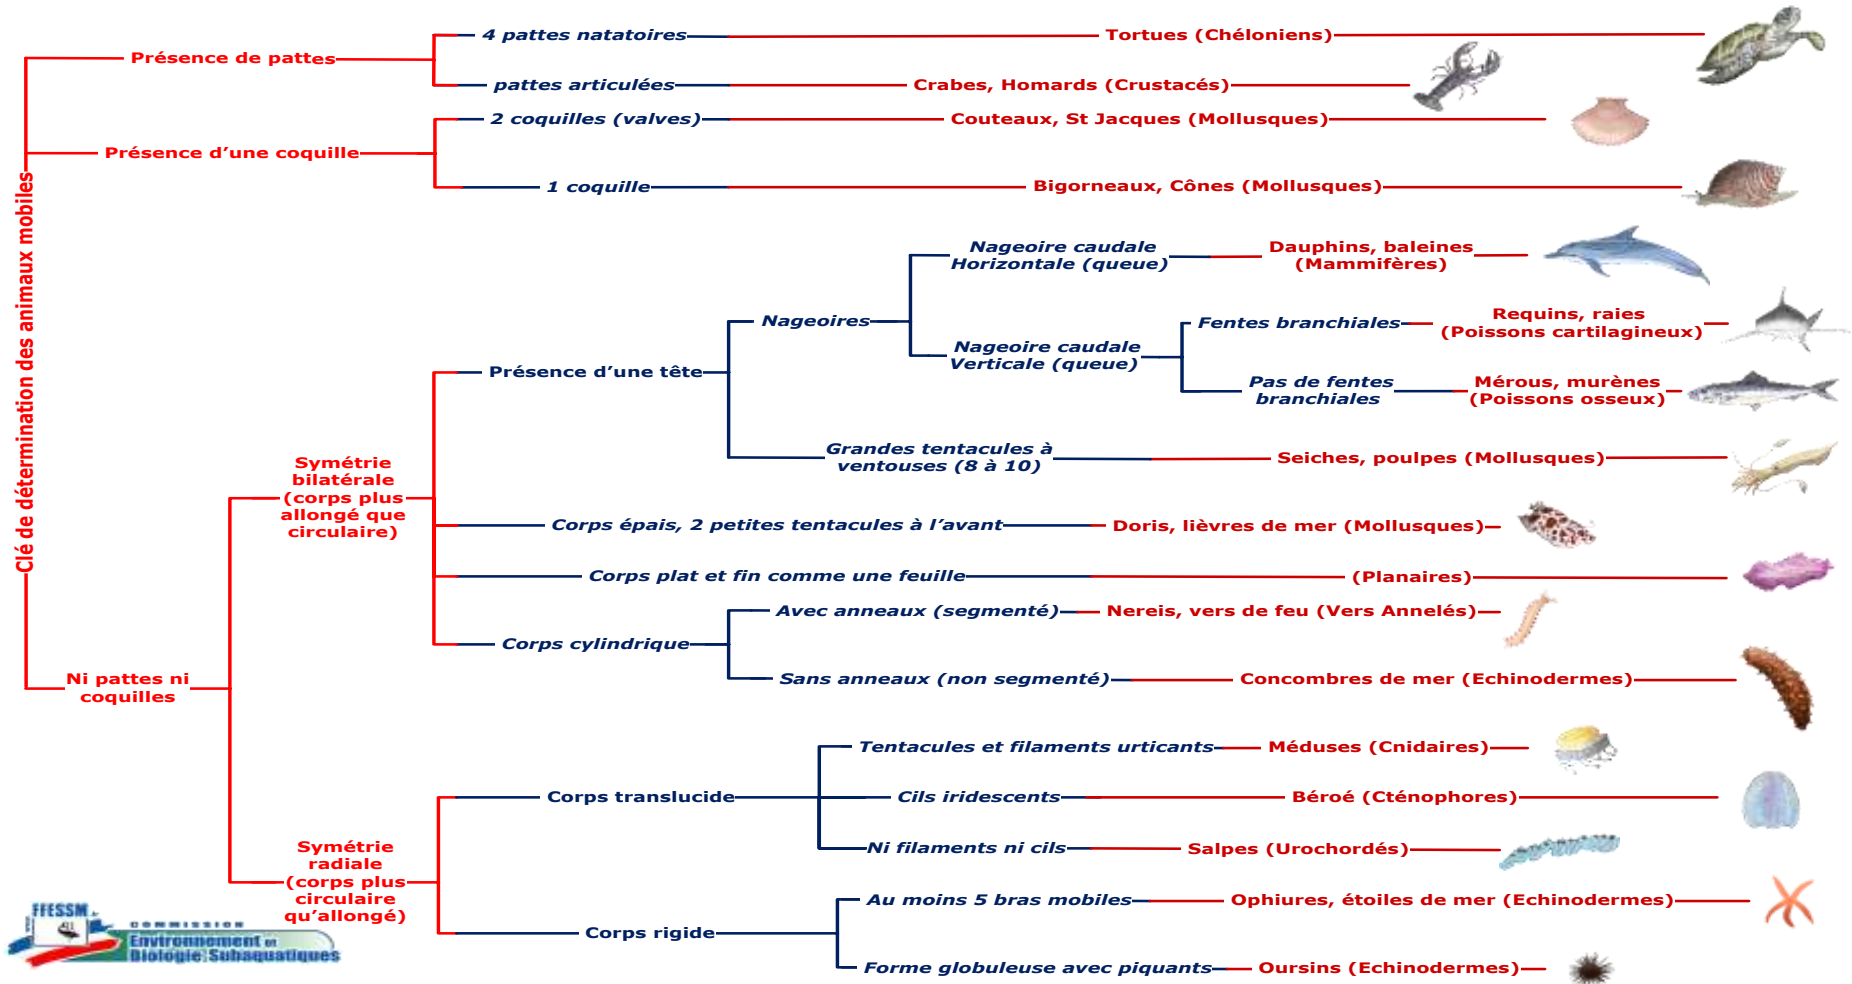 Clé de détermination des animaux mobiles
Présence de pattes
4 pattes natatoires
Tortues (Chéloniens)
pattes articulées
Crabes, Homards (Crustacés)
Présence d’une coquille
2 coquilles (valves)
Couteaux, St Jacques (Mollusques)
1 coquille
Bigorneaux, Cônes (Mollusques)
Ni pattes ni
coquilles
Symétrie
bilatérale
(corps plus
allongé que
circulaire)
Présence d’une tête
Nageoires
Nageoire caudale
Horizontale (queue)
Dauphins, baleines
(Mammifères)
Nageoire caudale
Verticale (queue)
Fentes branchiales
Requins, raies
(Poissons cartilagineux)
Pas de fentes
branchiales
Mérous, murènes
(Poissons osseux)
Grandes tentacules à
ventouses (8 à 10)
Seiches, poulpes (Mollusques)
Corps épais, 2 petites tentacules à l’avant
Doris, lièvres de mer (Mollusques)
Corps plat et fin comme une feuille
(Planaires)
Corps cylindrique
Avec anneaux (segmenté)
Nereis, vers de feu (Vers Annelés)
Sans anneaux (non segmenté)
Concombres de mer (Echinodermes)
Symétrie
radiale
(corps plus
circulaire
qu’allongé)
Corps translucide
Tentacules et filaments urticants
Méduses (Cnidaires)
Cils iridescents
Béroé (Cténophores)
Ni filaments ni cils
Salpes (Urochordés)
Corps rigide
Au moins 5 bras mobiles
Ophiures, étoiles de mer (Echinodermes)
Forme globuleuse avec piquants
Oursins (Echinodermes)
FFESSM
COMMISSION
Environnement et
Biologie Subaquatiques